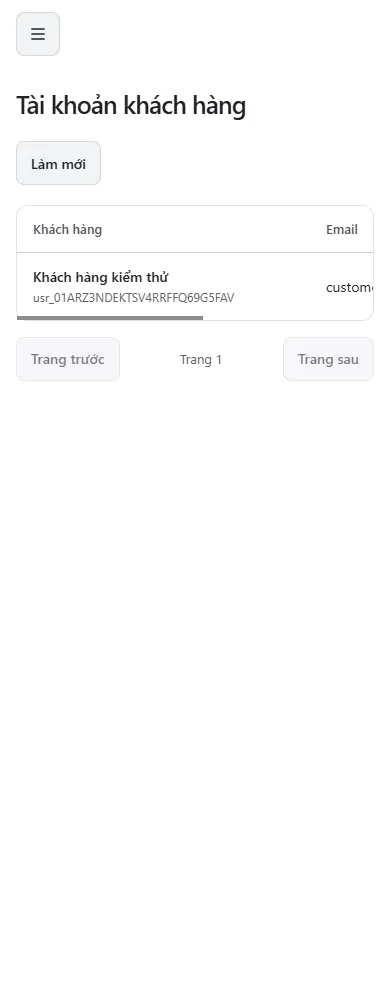 Tài khoản khách hàng
Làm mới
Khách hàng Email
Khách hàng kiểm thử
usr_01ARZ3NDEKTSV4RRFFQ69G5FAV
custome
Trang trước Trang 1 Trang sau